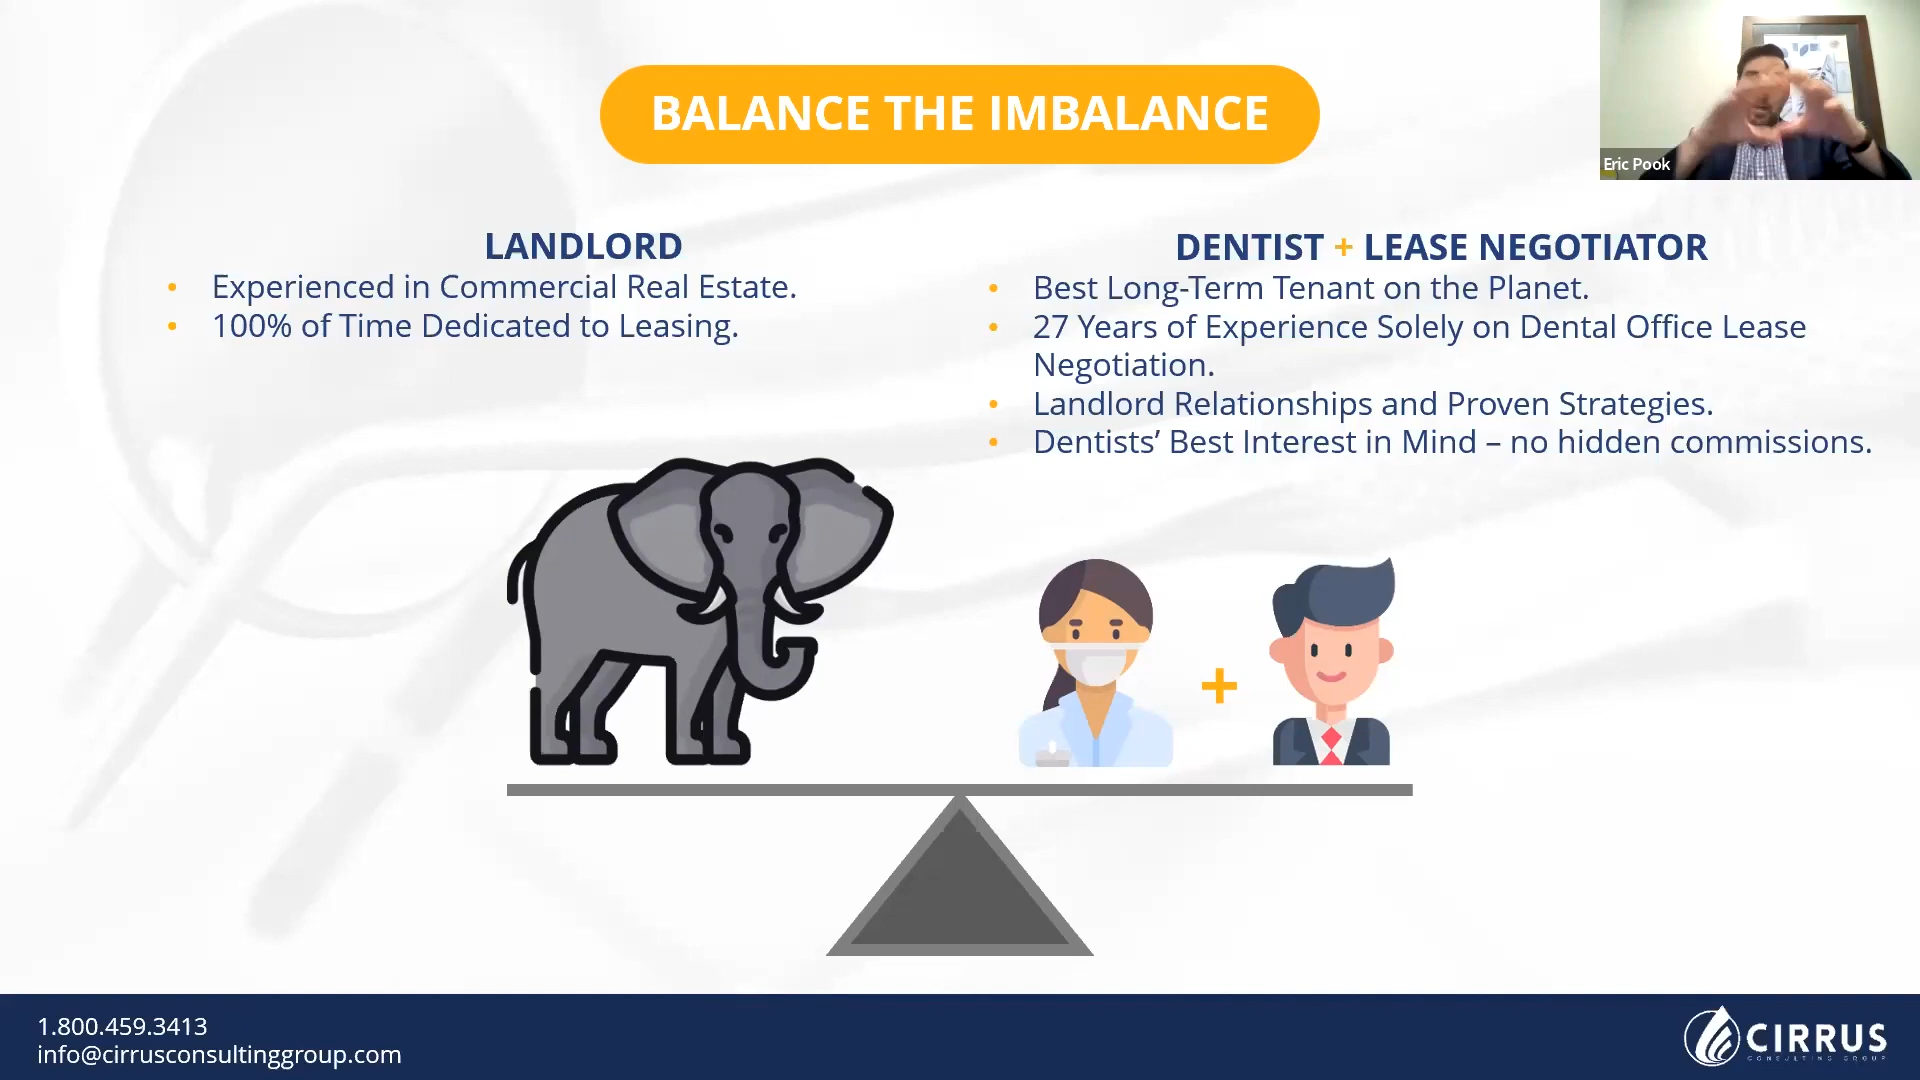 BALANCE THE IMBALANCE
Eric Pook
LANDLORD
• Experienced in Commercial Real Estate.
• 100% of Time Dedicated to Leasing.
DENTIST + LEASE NEGOTIATOR
• Best Long-Term Tenant on the Planet.
• 27 Years of Experience Solely on Dental Office Lease
Negotiation.
• Landlord Relationships and Proven Strategies.
• Dentists’ Best Interest in Mind – no hidden commissions.
+
1.800.459.3413
info@cirrusconsultinggroup.com
CIRRUS
CONSULTING GROUP